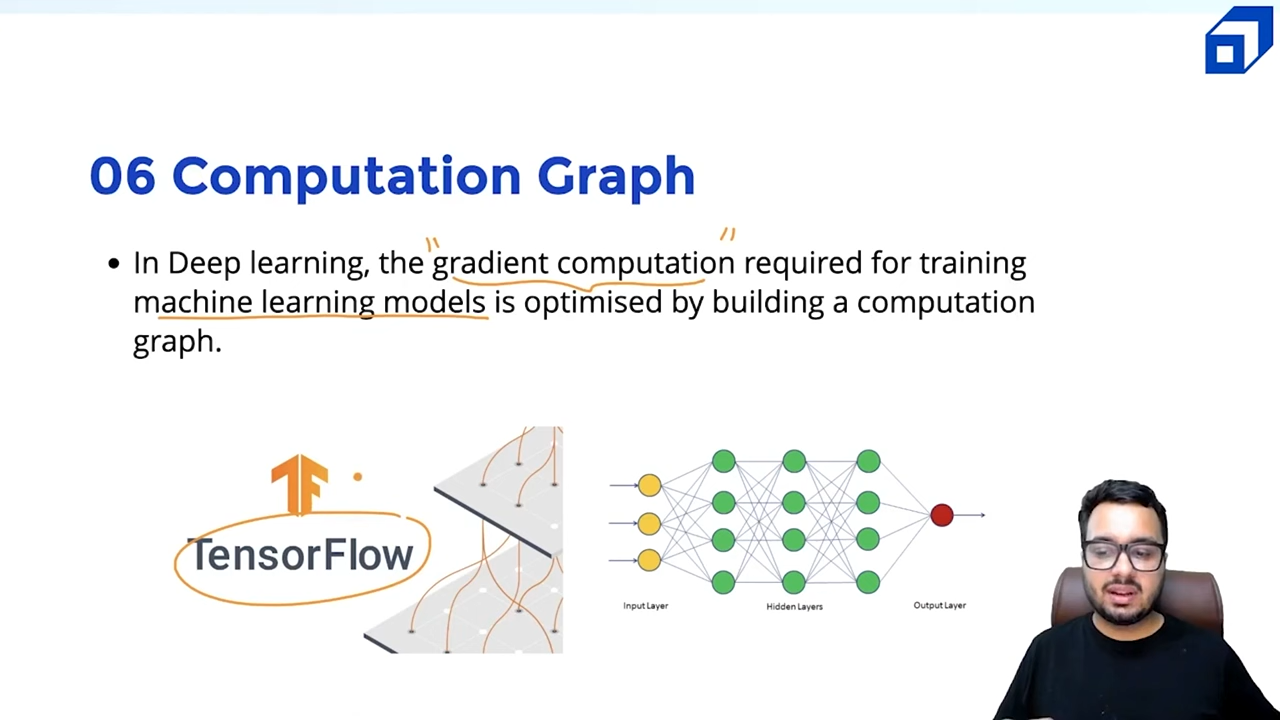 06 Computation Graph
• In Deep learning, the "gradient computation" required for training
machine learning models is optimised by building a computation
graph.
TF
TensorFlow
Input Layer
Hidden Layers
Output Layer